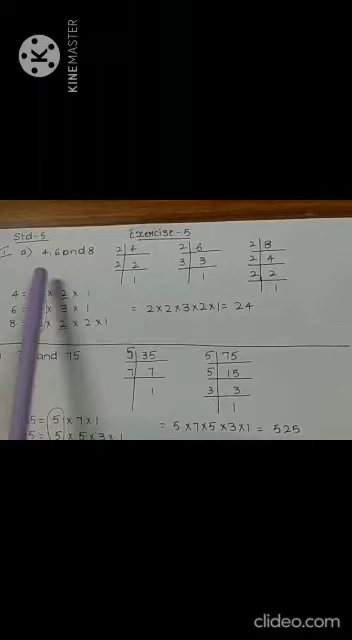 KINEMASTER
Std-5 Exercise-5
I a) 4, 6 and 8
2 4
2 2
1
2 6
3 3
1
2 8
2 4
2 2
1
4 = × 2 × 1
6 = × 3 × 1
8 = × 2 × 2 × 1
= 2×2×3×2×1= 24
and 75
5 35
7 7
1
5 75
5 15
3 3
1
5= 5 ×7×1
5= 5 ×5×3×1
= 5 ×7×5×3×1 = 525
clideo.com